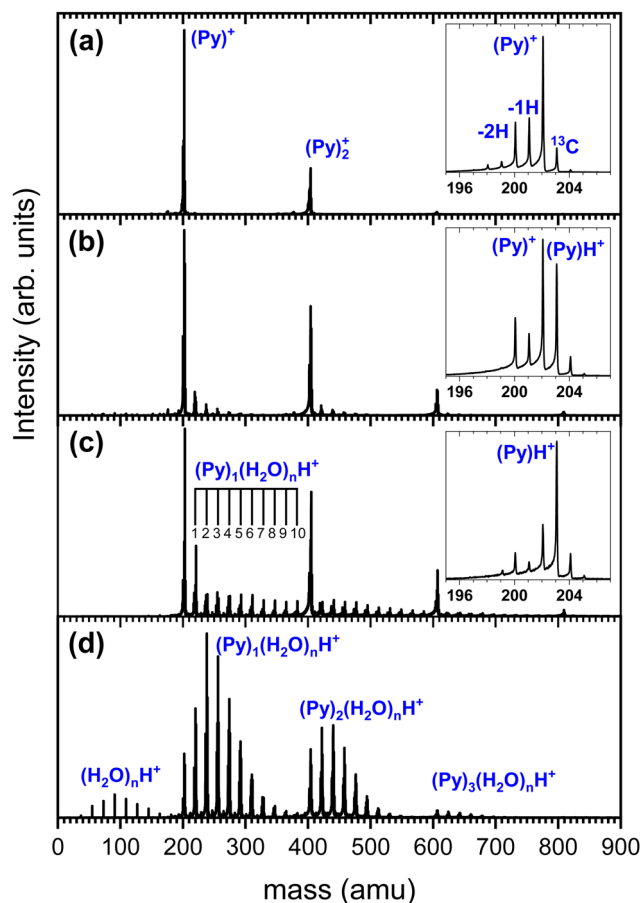 Intensity (arb. units)
(a)
(Py)⁺
(Py)₂⁺
(Py)⁺
-1H
-2H
¹³C
196 200 204
(b)
(Py)⁺ (Py)H⁺
196 200 204
(c)
(Py)₁(H₂O)ₙH⁺
1 2 3 4 5 6 7 8 9 10
(Py)H⁺
196 200 204
(d)
(Py)₁(H₂O)ₙH⁺
(Py)₂(H₂O)ₙH⁺
(H₂O)ₙH⁺
(Py)₃(H₂O)ₙH⁺
0 100 200 300 400 500 600 700 800 900
mass (amu)